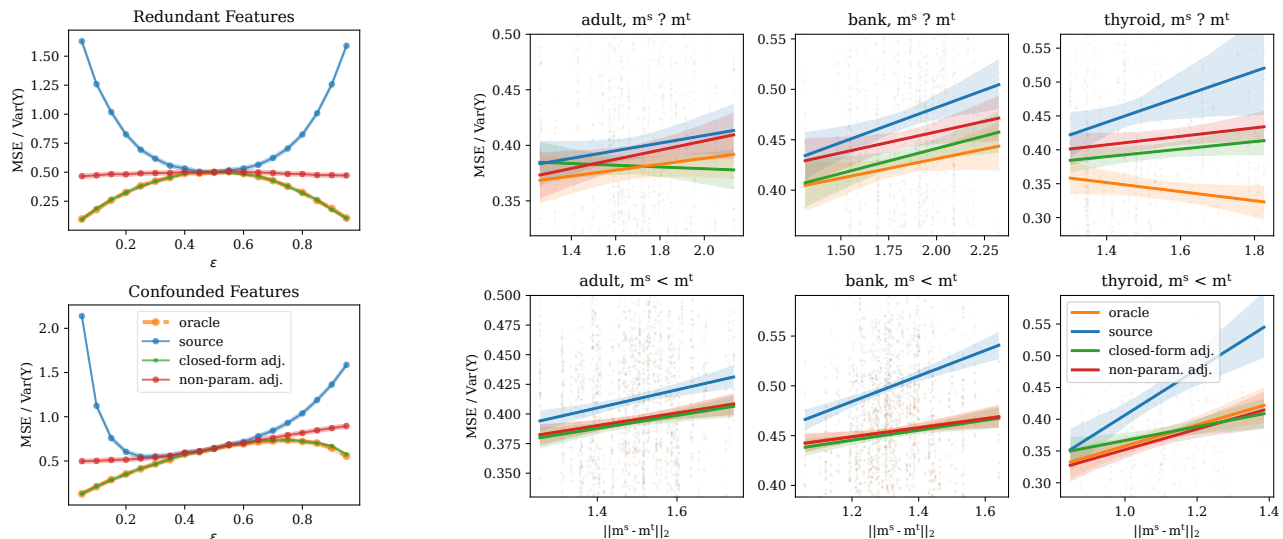 Redundant Features
MSE / Var(Y)
1.50
1.25
1.00
0.75
0.50
0.25
0.2
0.4
0.6
0.8
ε
Confounded Features
MSE / Var(Y)
2.0
1.5
1.0
0.5
oracle
source
closed-form adj.
non-param. adj.
0.2
0.4
0.6
0.8
ε
adult, mˢ ? mᵗ
MSE / Var(Y)
0.50
0.45
0.40
0.35
1.4
1.6
1.8
2.0
bank, mˢ ? mᵗ
0.55
0.50
0.45
0.40
1.50
1.75
2.00
2.25
thyroid, mˢ ? mᵗ
0.55
0.50
0.45
0.40
0.35
0.30
1.4
1.6
1.8
adult, mˢ < mᵗ
MSE / Var(Y)
0.500
0.475
0.450
0.425
0.400
0.375
0.350
1.4
1.6
||mˢ - mᵗ||₂
bank, mˢ < mᵗ
0.55
0.50
0.45
0.40
1.2
1.4
1.6
||mˢ - mᵗ||₂
thyroid, mˢ < mᵗ
0.55
0.50
0.45
0.40
0.35
0.30
oracle
source
closed-form adj.
non-param. adj.
1.0
1.2
1.4
||mˢ - mᵗ||₂